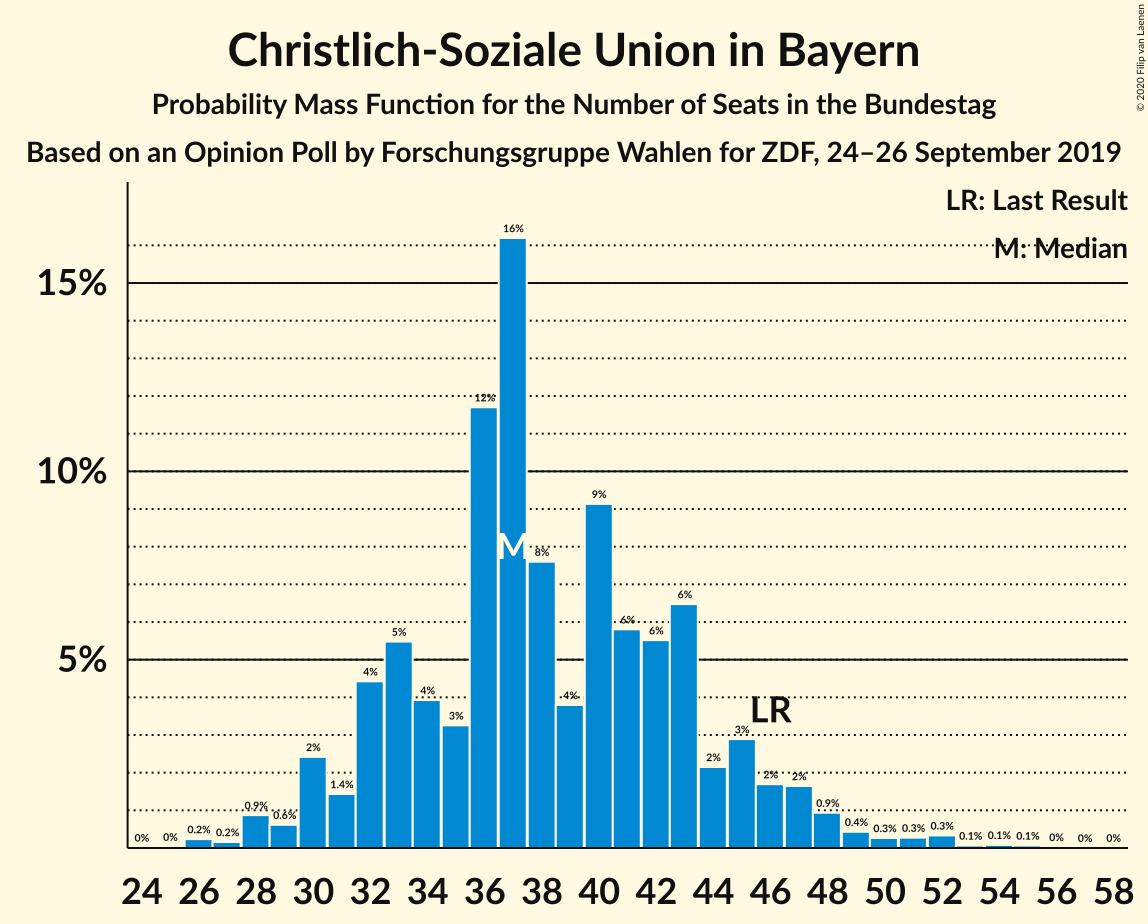 Christlich-Soziale Union in Bayern
Probability Mass Function for the Number of Seats in the Bundestag
Based on an Opinion Poll by Forschungsgruppe Wahlen for ZDF, 24–26 September 2019
© 2020 Filip van Laenen
LR: Last Result
M: Median
15%
10%
5%
0% 0% 0.2% 0.2% 0.9% 0.6% 2% 1.4% 4% 5% 4% 3% 12% 16% 8% 4% 9% 6% 6% 6% 2% 3% 2% 2% 0.9% 0.4% 0.3% 0.3% 0.3% 0.1% 0.1% 0.1% 0% 0% 0%
M
LR
24 26 28 30 32 34 36 38 40 42 44 46 48 50 52 54 56 58